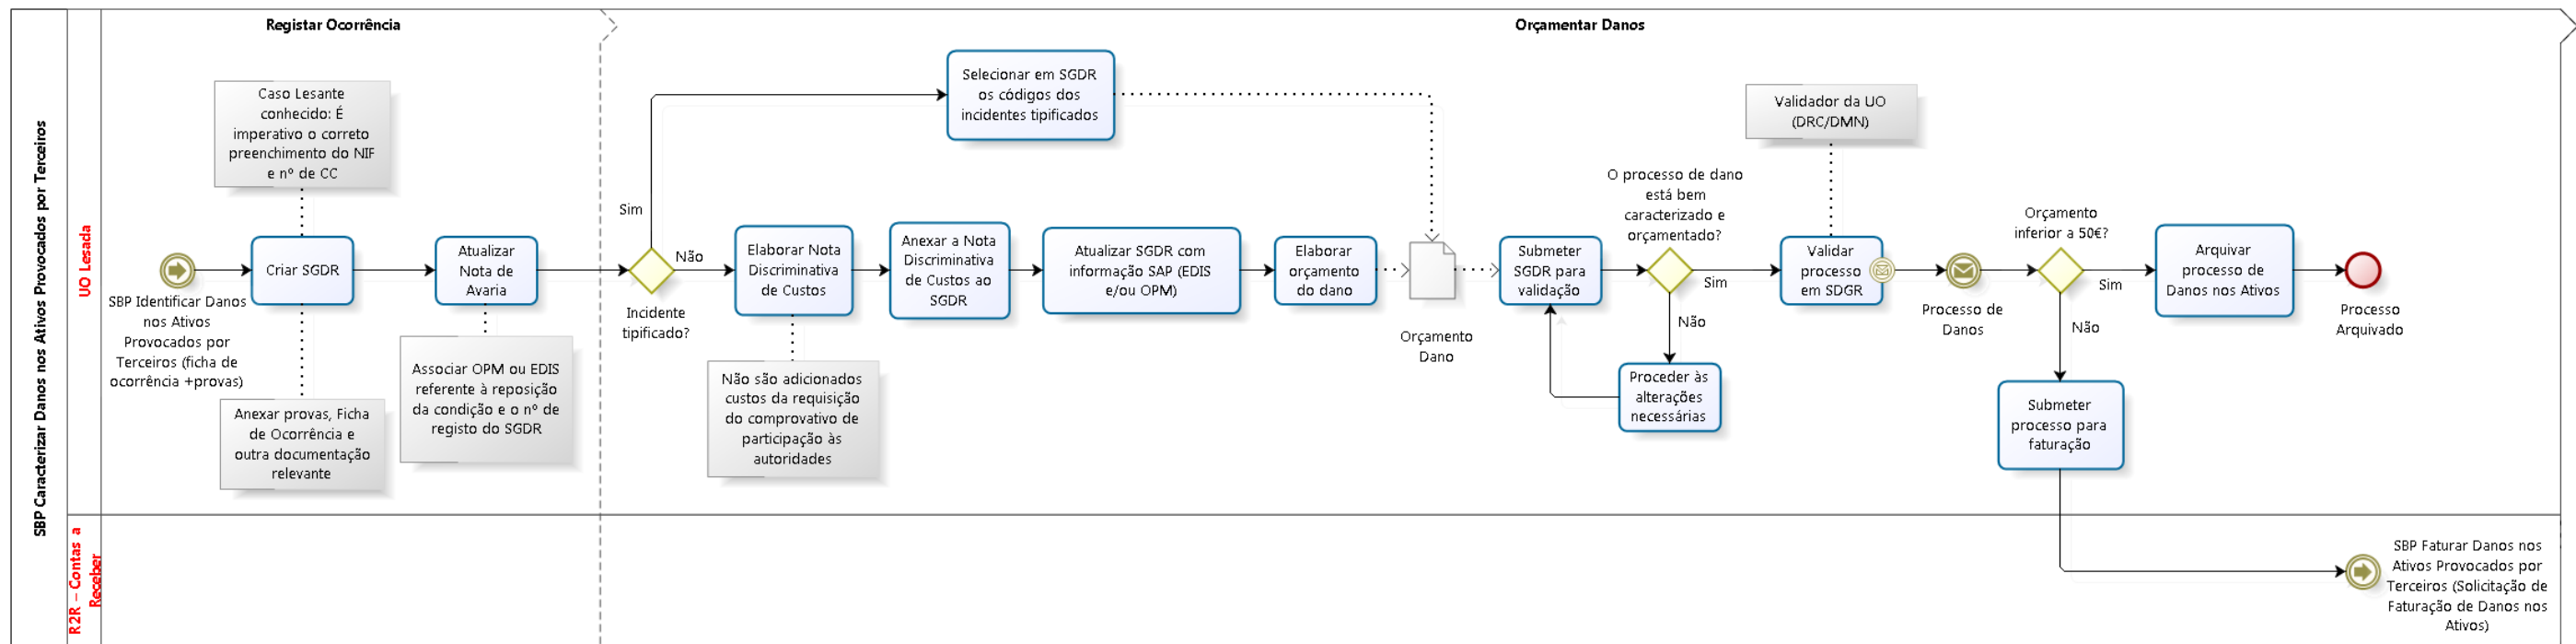 SBP Caracterizar Danos nos Ativos Provocados por Terceiros
UO Lesada
R2R – Contas a
Receber
Registar Ocorrência
Orçamentar Danos
Caso Lesante
conhecido: É
imperativo o correto
preenchimento do NIF
e nº de CC
SBP Identificar Danos
nos Ativos
Provocados por
Terceiros (ficha de
ocorrência +provas)
Criar SGDR
Anexar provas, Ficha
de Ocorrência e
outra documentação
relevante
Atualizar
Nota de
Avaria
Associar OPM ou EDIS
referente à reposição
da condição e o nº de
registo do SGDR
Incidente
tipificado?
Sim
Não
Selecionar em SGDR
os códigos dos
incidentes tipificados
Elaborar Nota
Discriminativa
de Custos
Não são adicionados
custos da requisição
do comprovativo de
participação às
autoridades
Anexar a Nota
Discriminativa
de Custos ao
SGDR
Atualizar SGDR com
informação SAP (EDIS
e/ou OPM)
Elaborar
orçamento
do dano
Orçamento
Dano
Submeter
SGDR para
validação
O processo de dano
está bem
caracterizado e
orçamentado?
Sim
Não
Proceder às
alterações
necessárias
Validador da UO
(DRC/DMN)
Validar
processo
em SDGR
Processo de
Danos
Orçamento
inferior a 50€?
Sim
Não
Arquivar
processo de
Danos nos Ativos
Processo
Arquivado
Submeter
processo para
faturação
SBP Faturar Danos nos
Ativos Provocados por
Terceiros (Solicitação de
Faturação de Danos nos
Ativos)